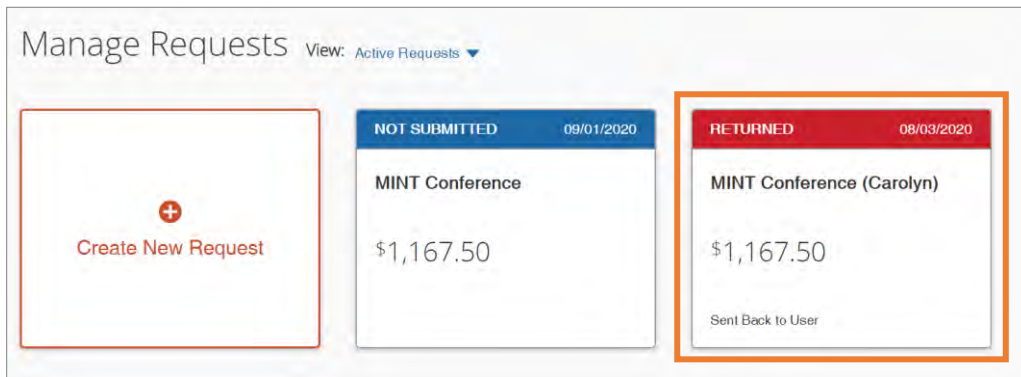 Manage Requests View: Active Requests
NOT SUBMITTED 09/01/2020
MINT Conference
$1,167.50
RETURNED 08/03/2020
MINT Conference (Carolyn)
$1,167.50
Sent Back to User
Create New Request